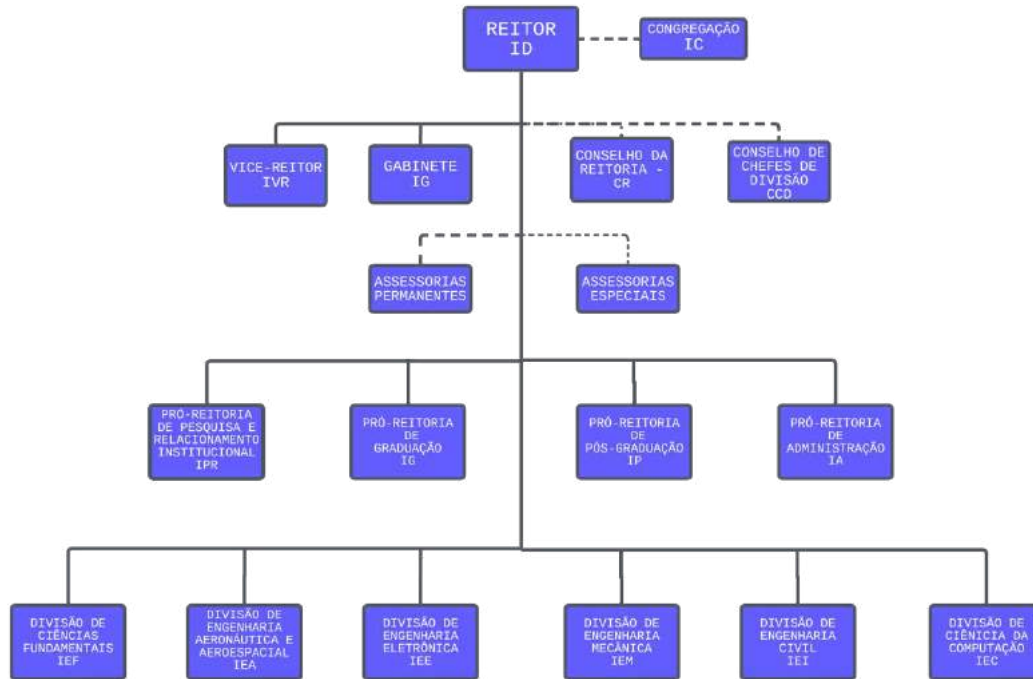 REITOR
ID
CONGREGAÇÃO
IC
VICE-REITOR
IVR
GABINETE
IG
CONSELHO DA
REITORIA -
CR
CONSELHO DE
CHEFES DE
DIVISÃO
CCD
ASSESSORIAS
PERMANENTES
ASSESSORIAS
ESPECIAIS
PRÓ-REITORIA
DE PESQUISA E
RELACIONAMENTO
INSTITUCIONAL
IPR
PRÓ-REITORIA
DE
GRADUAÇÃO
IG
PRÓ-REITORIA
DE
PÓS-GRADUAÇÃO
IP
PRÓ-REITORIA
DE
ADMINISTRAÇÃO
IA
DIVISÃO DE
CIÊNCIAS
FUNDAMENTAIS
IEF
DIVISÃO DE
ENGENHARIA
AERONÁUTICA E
AEROESPACIAL
IEA
DIVISÃO DE
ENGENHARIA
ELETRÔNICA
IEE
DIVISÃO DE
ENGENHARIA
MECÂNICA
IEM
DIVISÃO DE
ENGENHARIA
CIVIL
IEI
DIVISÃO DE
CIÊNICIA DA
COMPUTAÇÃO
IEC